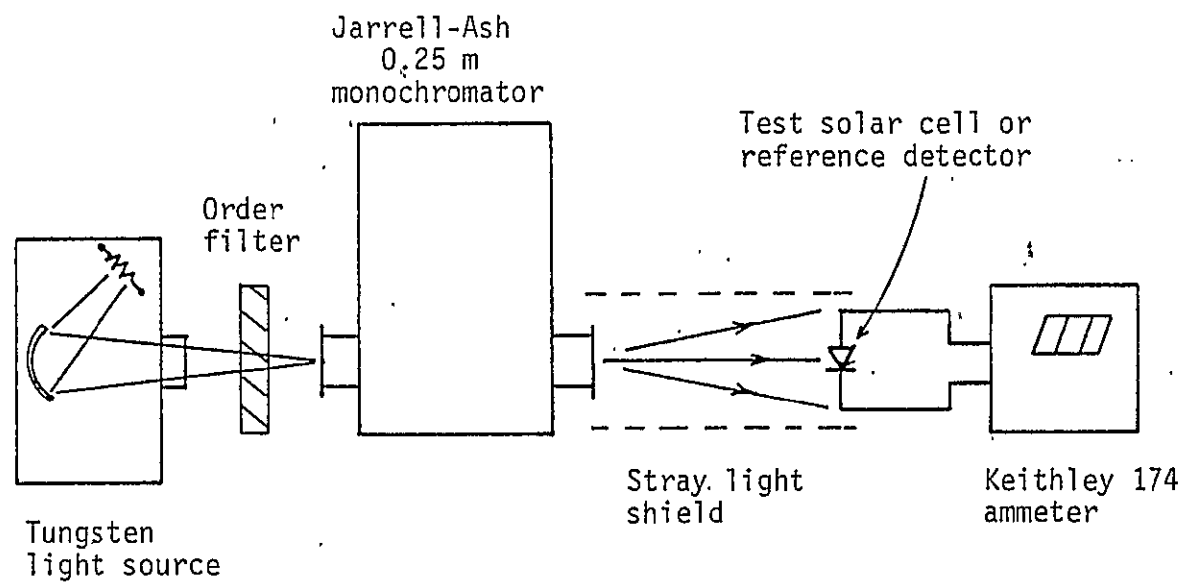 Jarrell-Ash
0.25 m
monochromator
Test solar cell or
reference detector
Order
filter
Stray light
shield
Keithley 174
ammeter
Tungsten
light source